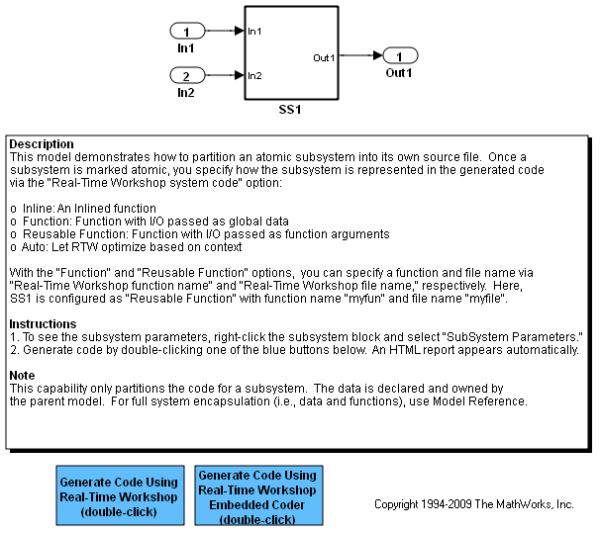 1
In1
2
In2
In1
In2
Out1
SS1
1
Out1
Description
This model demonstrates how to partition an atomic subsystem into its own source file. Once a
subsystem is marked atomic, you specify how the subsystem is represented in the generated code
via the "Real-Time Workshop system code" option:
o Inline: An Inlined function
o Function: Function with I/O passed as global data
o Reusable Function: Function with I/O passed as function arguments
o Auto: Let RTW optimize based on context
With the "Function" and "Reusable Function" options, you can specify a function and file name via
"Real-Time Workshop function name" and "Real-Time Workshop file name," respectively. Here,
SS1 is configured as "Reusable Function" with function name "myfun" and file name "myfile".
Instructions
1. To see the subsystem parameters, right-click the subsystem block and select "SubSystem Parameters."
2. Generate code by double-clicking one of the blue buttons below. An HTML report appears automatically.
Note
This capability only partitions the code for a subsystem. The data is declared and owned by
the parent model. For full system encapsulation (i.e., data and functions), use Model Reference.
Generate Code Using
Real-Time Workshop
(double-click)
Generate Code Using
Real-Time Workshop
Embedded Coder
(double-click)
Copyright 1994-2009 The MathWorks, Inc.